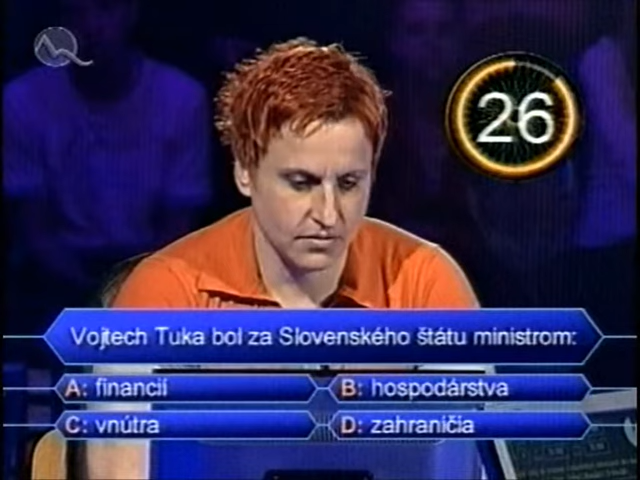 26
Vojtech Tuka bol za Slovenského štátu ministrom:
A: financií
B: hospodárstva
C: vnútra
D: zahraničia